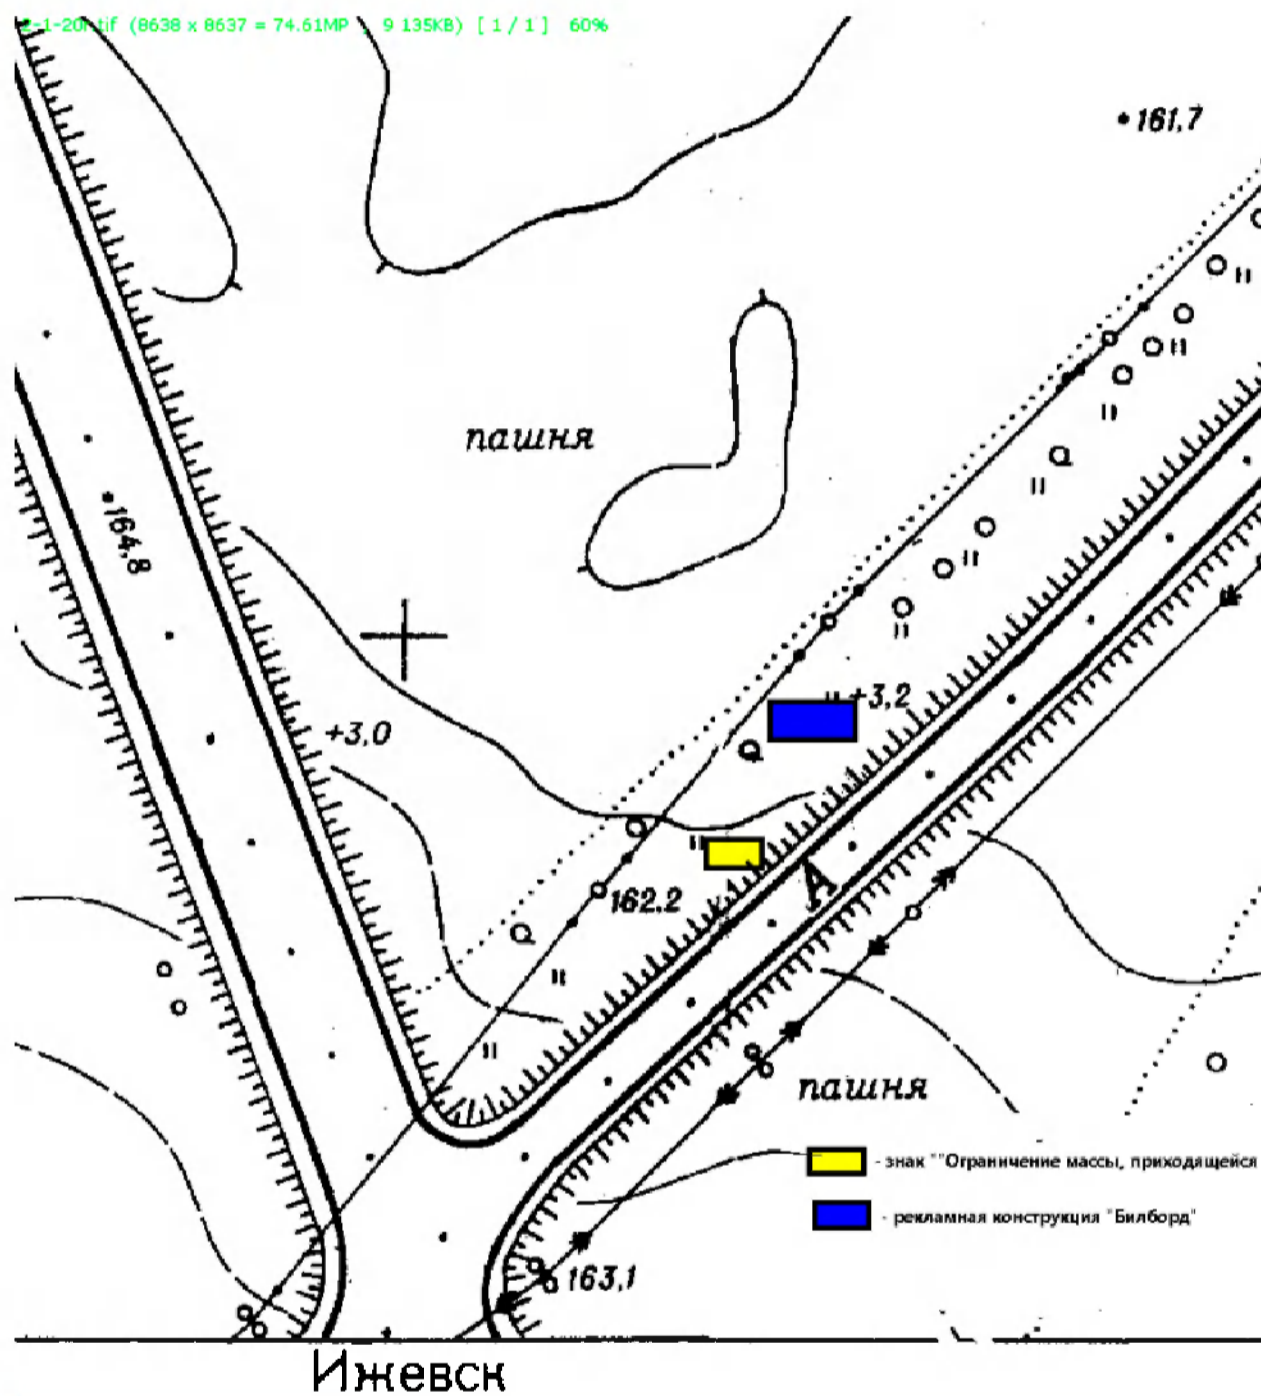 (8638 x 8637 = 74.61MP , 9 135KB) [ 1 / 1 ] 60%
161,7
пашня
164,8
+3,2
+3,0
162.2
А
пашня
- знак ""Ограничение массы, приходящейся
- рекламная конструкция "Билборд"
163,1
Ижевск